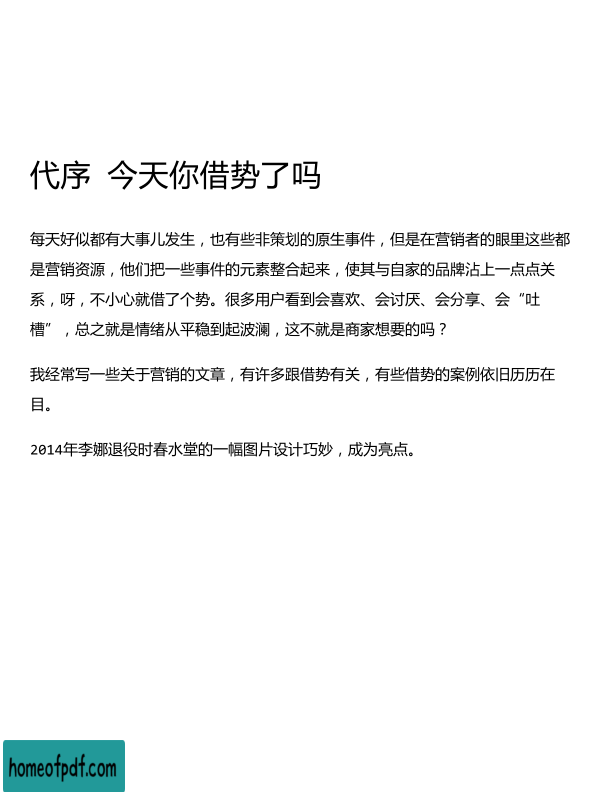 代序 今天你借势了吗
每天好似都有大事儿发生，也有些非策划的原生事件，但是在营销者的眼里这些都
是营销资源，他们把一些事件的元素整合起来，使其与自家的品牌沾上一点点关
系，呀，不小心就借了个势。很多用户看到会喜欢、会讨厌、会分享、会“吐
槽”，总之就是情绪从平稳到起波澜，这不就是商家想要的吗？
我经常写一些关于营销的文章，有许多跟借势有关，有些借势的案例依旧历历在
目。
2014年李娜退役时春水堂的一幅图片设计巧妙，成为亮点。
homeofpdf.com